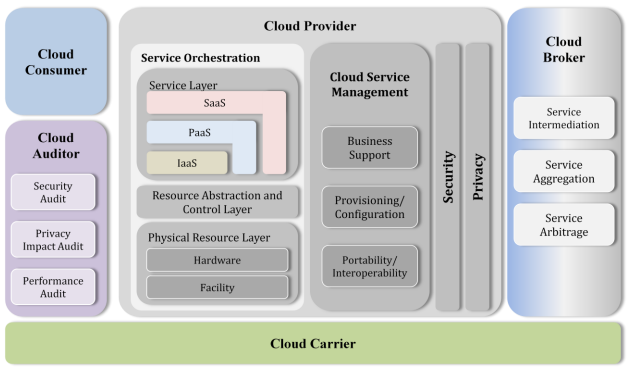 Cloud
Consumer
Cloud
Auditor
Security
Audit
Privacy
Impact Audit
Performance
Audit
Cloud Provider
Service Orchestration
Service Layer
SaaS
PaaS
IaaS
Resource Abstraction and
Control Layer
Physical Resource Layer
Hardware
Facility
Cloud Service
Management
Business
Support
Provisioning/
Configuration
Portability/
Interoperability
Security
Privacy
Cloud
Broker
Service
Intermediation
Service
Aggregation
Service
Arbitrage
Cloud Carrier